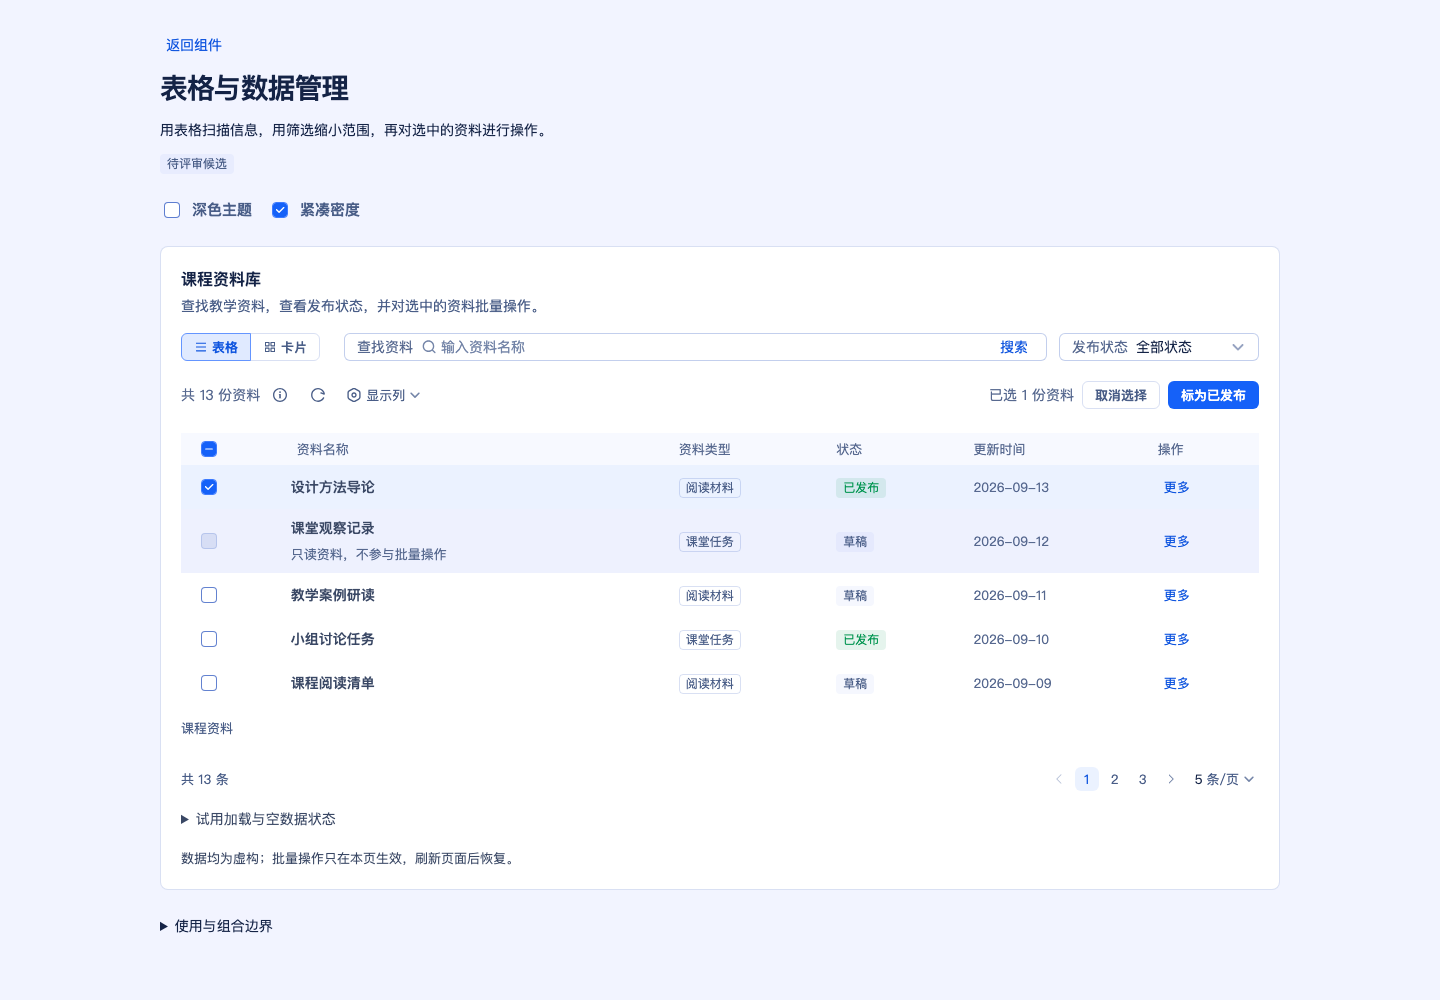 返回组件
表格与数据管理
用表格扫描信息，用筛选缩小范围，再对选中的资料进行操作。
待评审候选
深色主题 紧凑密度
课程资料库
查找教学资料，查看发布状态，并对选中的资料批量操作。
表格 卡片 查找资料 输入资料名称 搜索 发布状态 全部状态
共 13 份资料 显示列 已选 1 份资料 取消选择 标为已发布
资料名称 资料类型 状态 更新时间 操作
设计方法导论 阅读材料 已发布 2026-09-13 更多
课堂观察记录
只读资料，不参与批量操作 课堂任务 草稿 2026-09-12 更多
教学案例研读 阅读材料 草稿 2026-09-11 更多
小组讨论任务 课堂任务 已发布 2026-09-10 更多
课程阅读清单 阅读材料 草稿 2026-09-09 更多
课程资料
共 13 条 1 2 3 5 条/页
试用加载与空数据状态
数据均为虚构；批量操作只在本页生效，刷新页面后恢复。
使用与组合边界